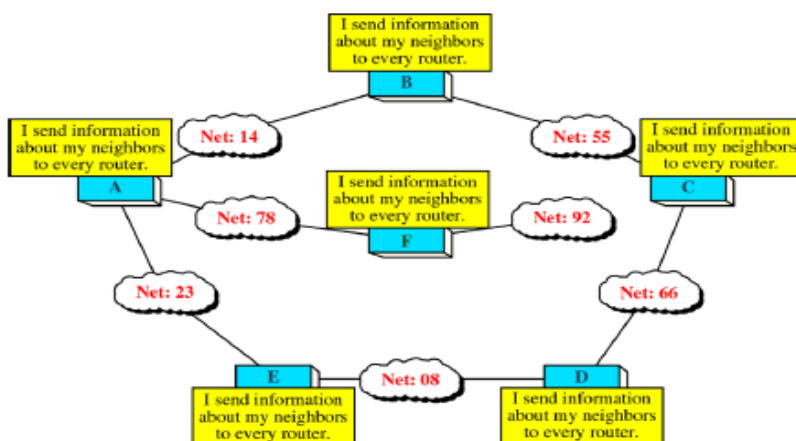 I send information
about my neighbors
to every router.
B
I send information
about my neighbors
to every router.
A
Net: 14
Net: 55
I send information
about my neighbors
to every router.
C
I send information
about my neighbors
to every router.
F
Net: 78
Net: 92
Net: 23
Net: 66
E
I send information
about my neighbors
to every router.
Net: 08
D
I send information
about my neighbors
to every router.